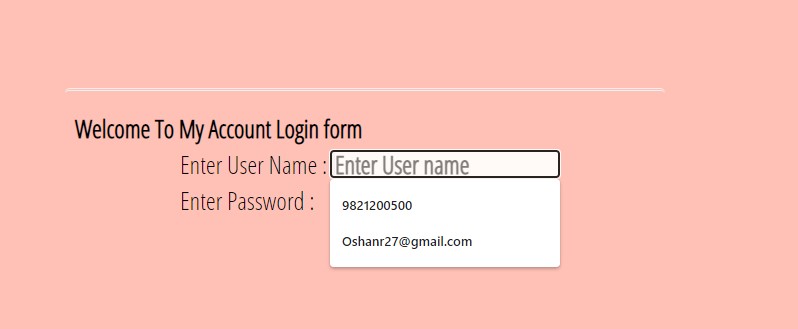 Welcome To My Account Login form
Enter User Name : Enter User name
Enter Password :
9821200500
Oshanr27@gmail.com